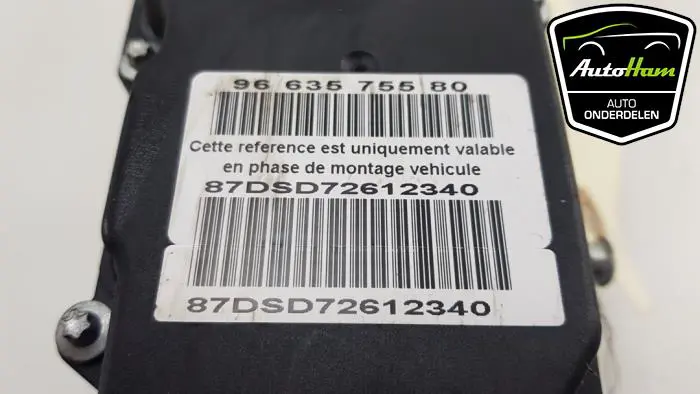 96 635 755 80
Cette reference est uniquement valable
en phase de montage vehicule
87DSD72612340
87DSD72612340
AutoHam
AUTO
ONDERDELEN